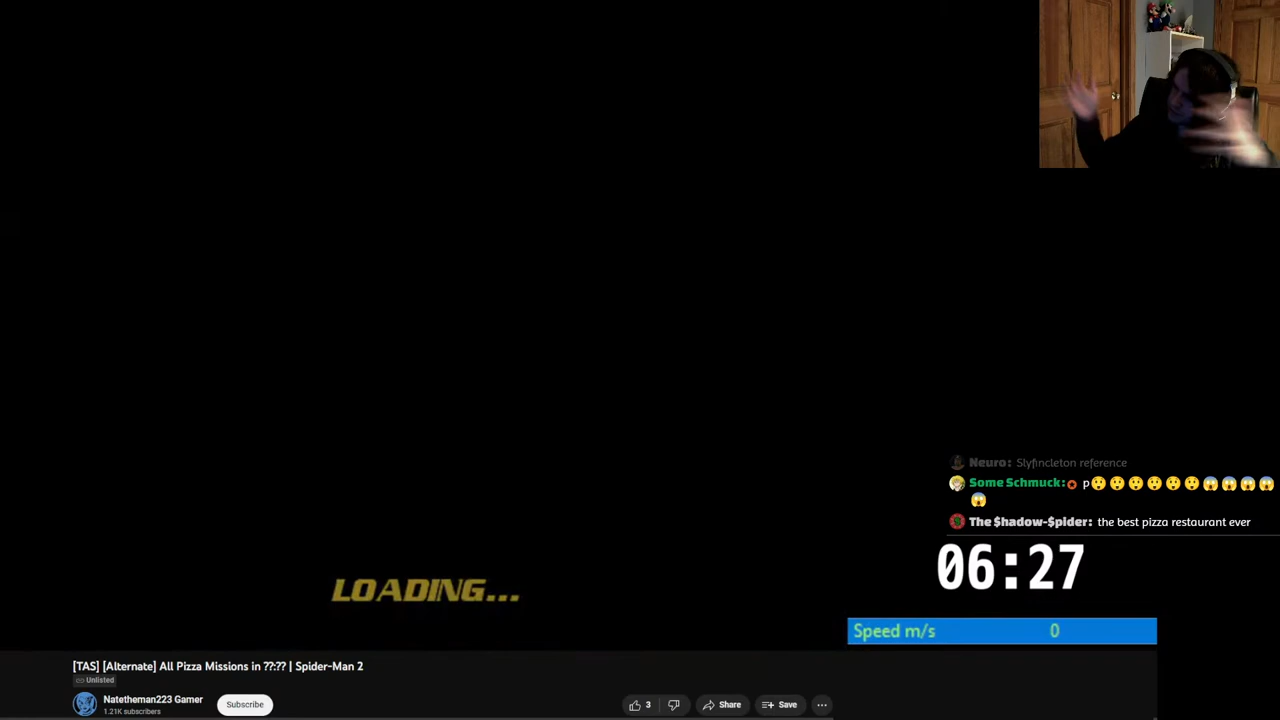 Neuro: Slyfincleton reference
Some Schmuck: p😲😲😲😲😲😲😱😱😱😱
😱
The $hadow-$pider: the best pizza restaurant ever
06:27
LOADING...
Speed m/s 0
[TAS] [Alternate] All Pizza Missions in ??:?? | Spider-Man 2
Unlisted
Natetheman223 Gamer
1.21K subscribers
Subscribe
3
Share
Save